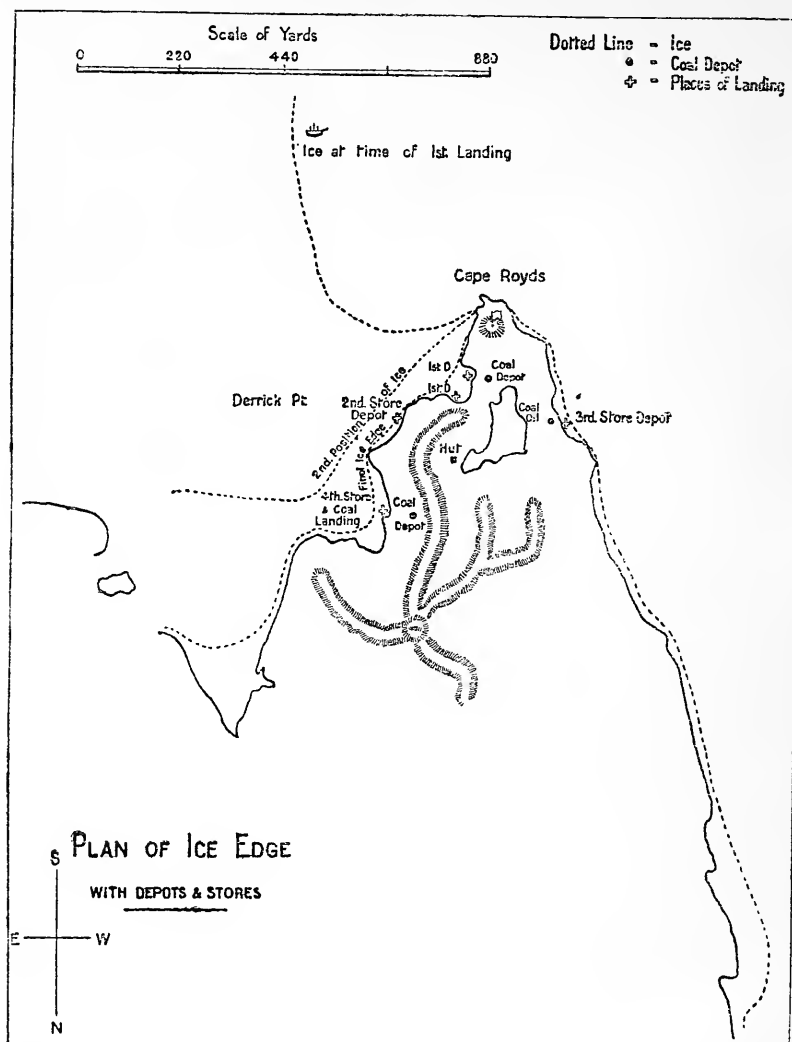 Scale of Yards
0 220 440 880
Dotted Line = Ice
= Coal Depot
= Places of Landing
Ice at time of 1st Landing
Cape Royds
1st D
Coal
Depot
1st D
Derrick Pt
2nd. Position of Ice
2nd. Store
Depot
Final Ice Edge
Coal
3rd. Store Depot
Hut
4th. Store
& Coal
Landing
Coal
Depot
PLAN OF ICE EDGE
WITH DEPOTS & STORES
S
E W
N